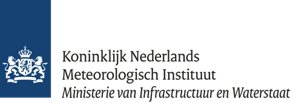 Koninklijk Nederlands
Meteorologisch Instituut
Ministerie van Infrastructuur en Waterstaat